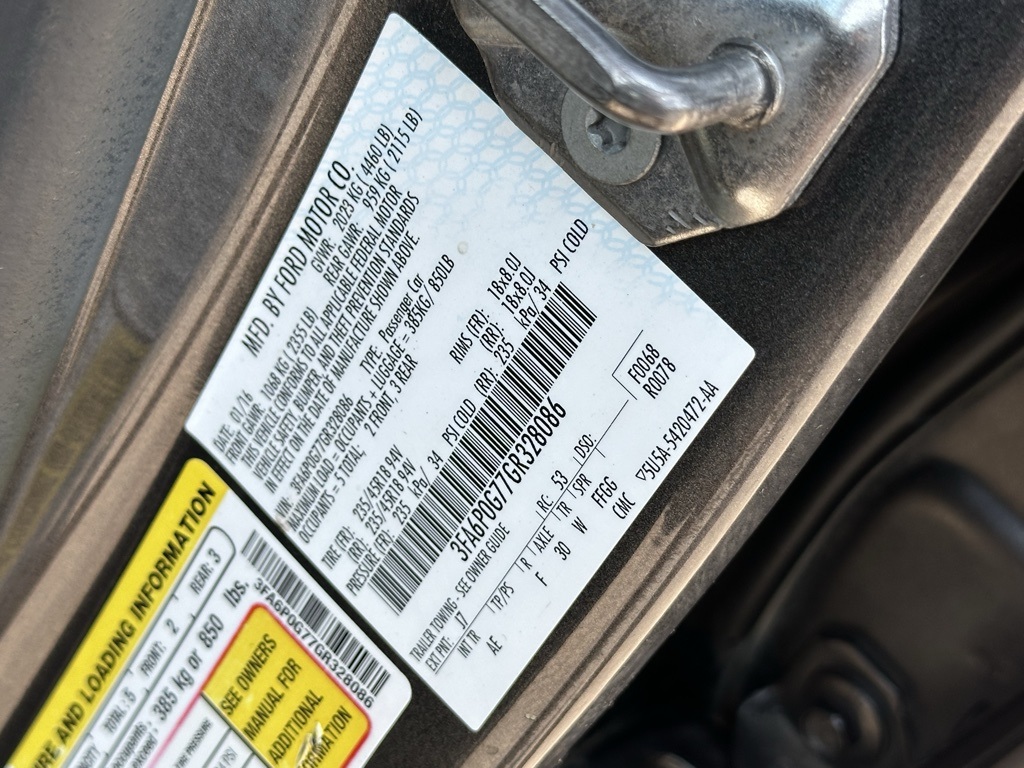 MFD. BY FORD MOTOR CO.
DATE: 07/16 GVWR: 2023 KG ( 4460 LB)
FRONT GAWR: 1068 KG ( 2355 LB) REAR GAWR: 959 KG ( 2115 LB)
THIS VEHICLE CONFORMS TO ALL APPLICABLE FEDERAL MOTOR
VEHICLE SAFETY, BUMPER, AND THEFT PREVENTION STANDARDS
IN EFFECT ON THE DATE OF MANUFACTURE SHOWN ABOVE.
VIN: 3FA6P0G77GR328086 TYPE: Passenger Car
MAXIMUM LOAD = OCCUPANTS + LUGGAGE = 385KG/ 850LB
OCCUPANTS = 5 TOTAL: 2 FRONT, 3 REAR
TIRE (FR): 235/45R18 94V RIMS (FR): 18x8.0J
(RR): 235/45R18 94V (RR): 18x8.0J
PRESSURE (FR): 235 kPa/ 34 PSI COLD (RR): 235 kPa/ 34 PSI COLD
3FA6P0G77GR328086
TRAILER TOWING - SEE OWNER GUIDE
EXT PNT: J7 RC: 53 DSO: F0068
R0078
INT TR TP/PS R AXLE TR SPR
AE F 30 W FFGG
CNC ▽5U5A-5420472-AA
AND LOADING INFORMATION
TOTAL: 5 FRONT: 2 REAR: 3
385 kg or 850 lbs.
3FA6P0G77GR328086
PRESSURE
SEE OWNERS
MANUAL FOR
ADDITIONAL